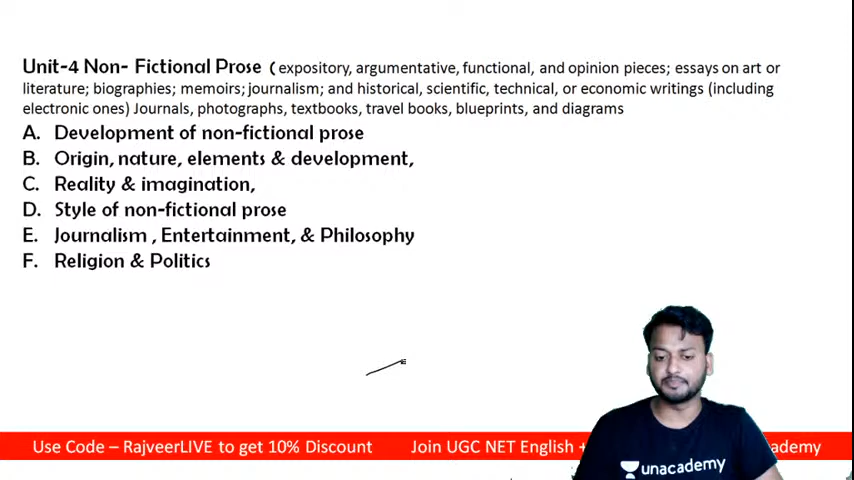 Unit-4 Non- Fictional Prose ( expository, argumentative, functional, and opinion pieces; essays on art or
literature; biographies; memoirs; journalism; and historical, scientific, technical, or economic writings (including
electronic ones) Journals, photographs, textbooks, travel books, blueprints, and diagrams
A. Development of non-fictional prose
B. Origin, nature, elements & development,
C. Reality & imagination,
D. Style of non-fictional prose
E. Journalism , Entertainment, & Philosophy
F. Religion & Politics
Use Code – RajveerLIVE to get 10% Discount Join UGC NET English + ademy
unacademy